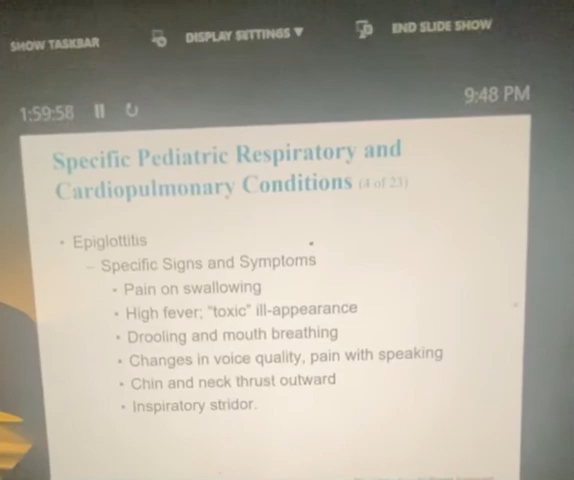 SHOW TASKBAR DISPLAY SETTINGS ▼ END SLIDE SHOW
1:59:58 9:48 PM
Specific Pediatric Respiratory and
Cardiopulmonary Conditions (4 of 23)
• Epiglottitis
– Specific Signs and Symptoms
• Pain on swallowing
• High fever; "toxic" ill-appearance
• Drooling and mouth breathing
• Changes in voice quality, pain with speaking
• Chin and neck thrust outward
• Inspiratory stridor.